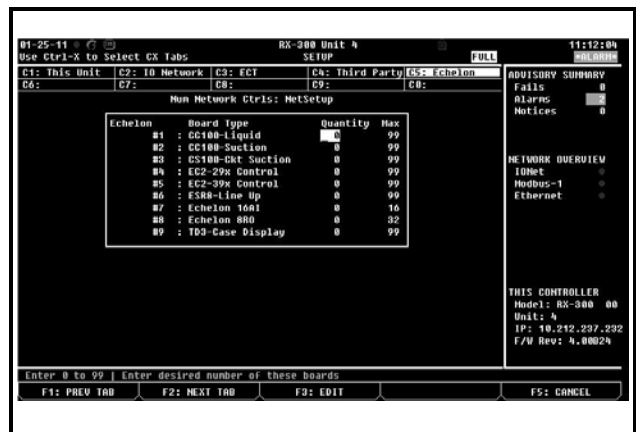 01-25-11 RX-300 Unit 4 11:12:04
Use Ctrl-X to Select CX Tabs SETUP FULL *ALARM*
C1: This Unit C2: IO Network C3: ECT C4: Third Party C5: Echelon
C6: C7: C8: C9: C0:
Num Network Ctrls: NetSetup
Echelon Board Type Quantity Max
#1 : CC100-Liquid 0 99
#2 : CC100-Suction 0 99
#3 : CS100-Ckt Suction 0 99
#4 : EC2-29x Control 0 99
#5 : EC2-39x Control 0 99
#6 : ESR8-Line Up 0 99
#7 : Echelon 16AI 0 16
#8 : Echelon 8RO 0 32
#9 : TD3-Case Display 0 99
ADVISORY SUMMARY
Fails 0
Alarms 2
Notices 0
NETWORK OVERVIEW
IONet
Modbus-1
Ethernet
THIS CONTROLLER
Model: RX-300 00
Unit: 4
IP: 10.212.237.232
F/W Rev: 4.00B24
Enter 0 to 99 | Enter desired number of these boards
F1: PREV TAB F2: NEXT TAB F3: EDIT F5: CANCEL